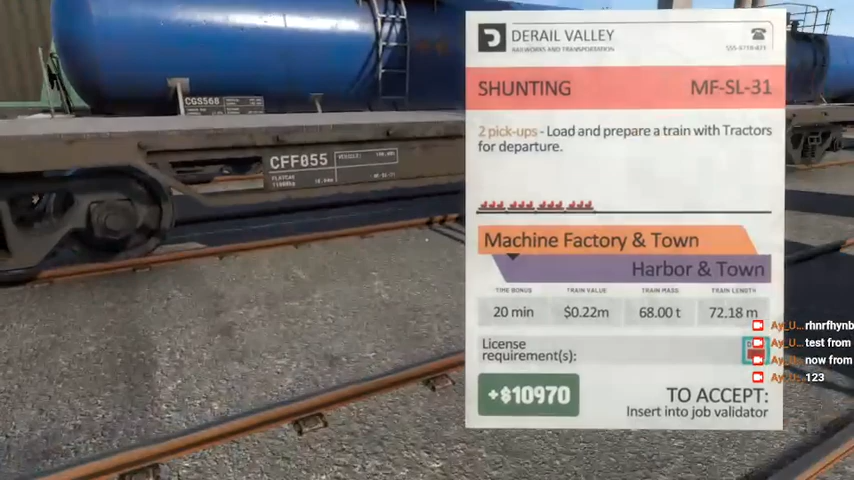 DERAIL VALLEY
RAILWORKS AND TRANSPORTATION
SHUNTING
MF-SL-31
2 pick-ups - Load and prepare a train with Tractors
for departure.
Machine Factory & Town
Harbor & Town
TIME BONUS TRAIN VALUE TRAIN MASS TRAIN LENGTH
20 min $0.22m 68.00 t 72.18 m
License
requirement(s):
+$10970
TO ACCEPT:
Insert into job validator
CGS568
CFF055
Ay_U... rhnrfhynb
Ay_U... test from
now from
123